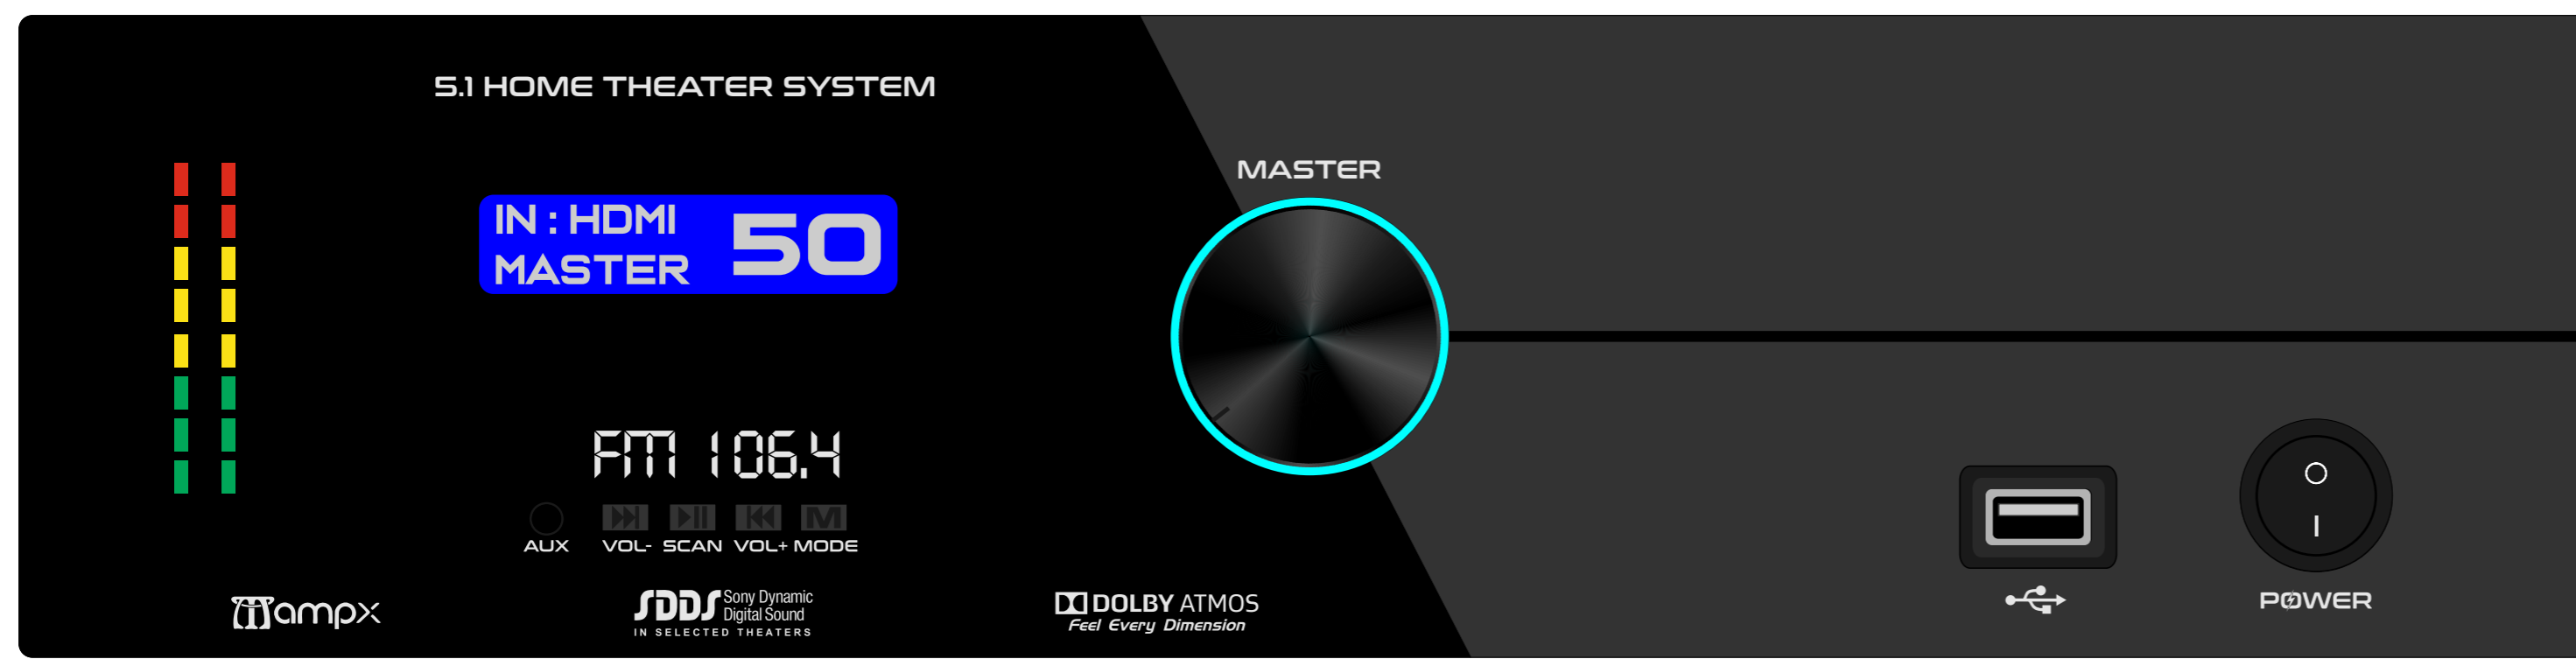 5.1 HOME THEATER SYSTEM
MASTER
IN : HDMI
MASTER
50
FM 106.4
M
AUX VOL- SCAN VOL+ MODE
ampx
SDDS Sony Dynamic
Digital Sound
IN SELECTED THEATERS
DOLBY ATMOS
Feel Every Dimension
POWER